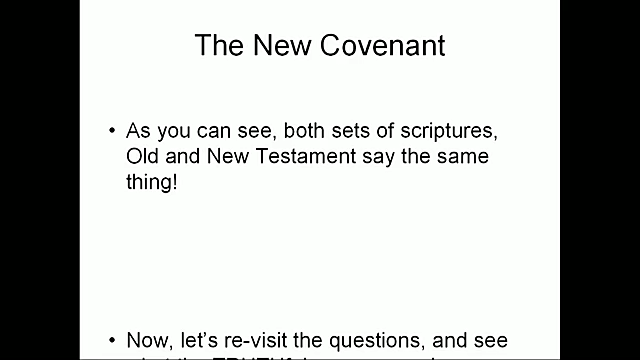 The New Covenant
• As you can see, both sets of scriptures,
Old and New Testament say the same
thing!
• Now, let's re-visit the questions, and see